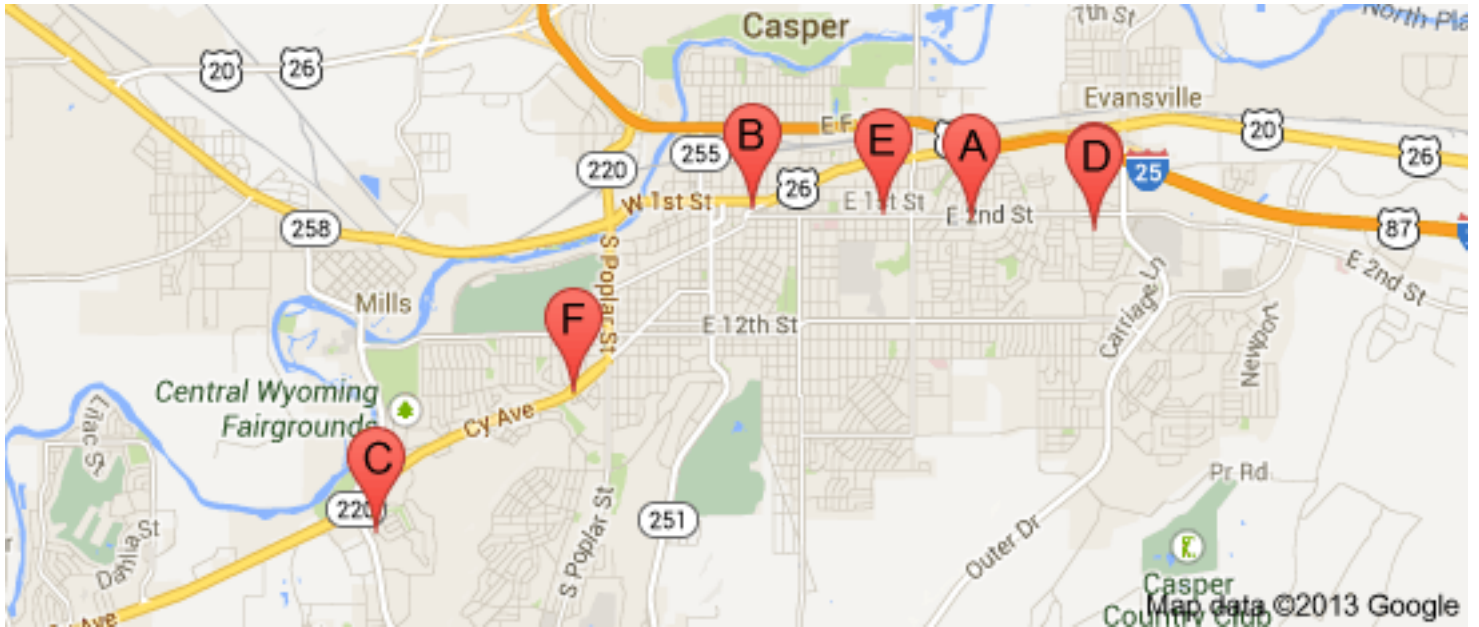 7th St
North Pla
Casper
20
26
Evansville
E F
B
E
A
D
20
26
255
220
25
W 1st St
26
E 1st St
E 2nd St
258
87
S Poplar St
E 2nd St
Mills
F
E 12th St
Carriage Ln
Newport
Central Wyoming
Fairgrounds
Cy Ave
Lilac St
C
Pr Rd
220
251
Dahlia St
S Poplar St
Outer Dr
Casper
Country Club
Map data ©2013 Google
Ave